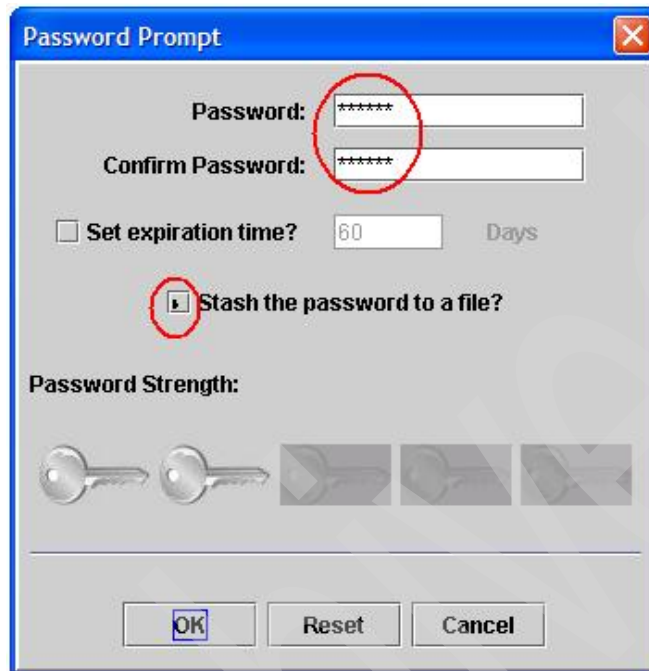 Password Prompt
Password: ******
Confirm Password: ******
Set expiration time? 60 Days
Stash the password to a file?
Password Strength:
OK Reset Cancel